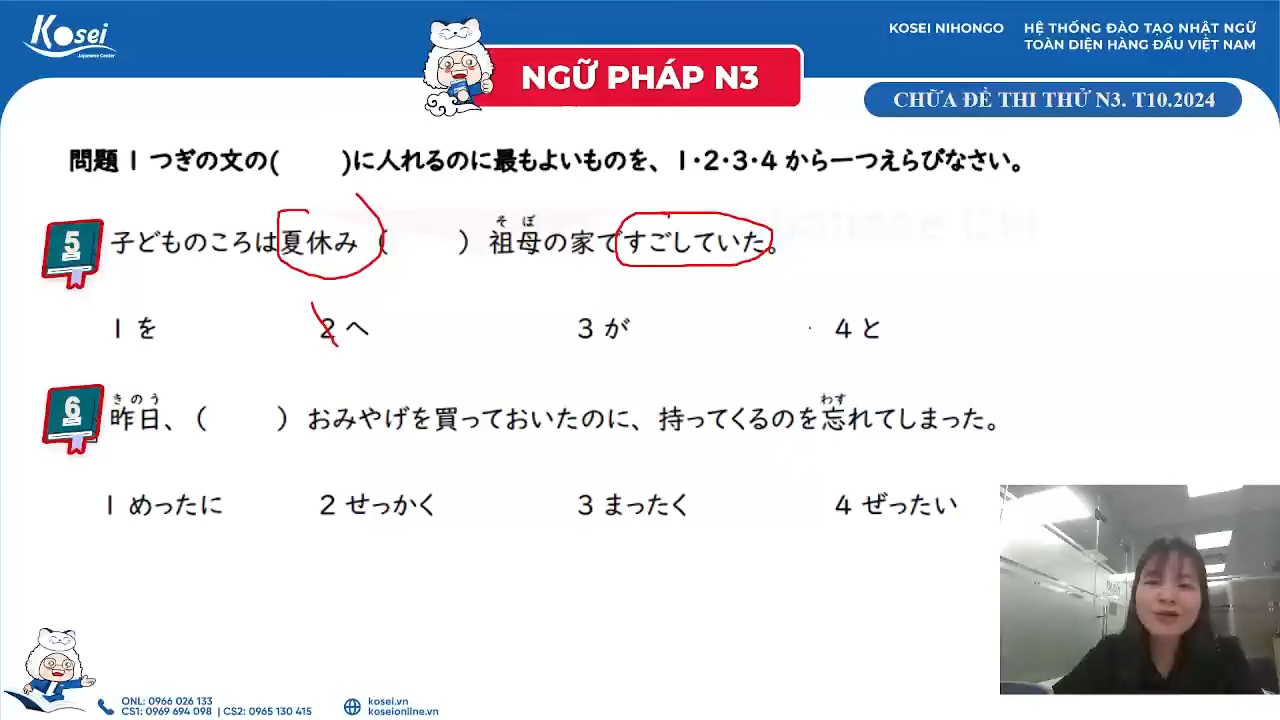 Kosei
Japanese Center
KOSEI NIHONGO
HỆ THỐNG ĐÀO TẠO NHẬT NGỮ
TOÀN DIỆN HÀNG ĐẦU VIỆT NAM
NGỮ PHÁP N3
CHỮA ĐỀ THI THỬ N3. T10.2024
問題1 つぎの文の( )に入れるのに最もよいものを、1・2・3・4 から一つえらびなさい。
5
子どものころは夏休み ( ) 祖母の家ですごしていた。
そ ぼ
1 を 2 へ 3 が 4 と
6
きのう
昨日、( ) おみやげを買っておいたのに、持ってくるのを忘れてしまった。
わす
1 めったに 2 せっかく 3 まったく 4 ぜったい
ONL: 0966 026 133
CS1: 0969 694 098 | CS2: 0965 130 415
kosei.vn
koseionline.vn